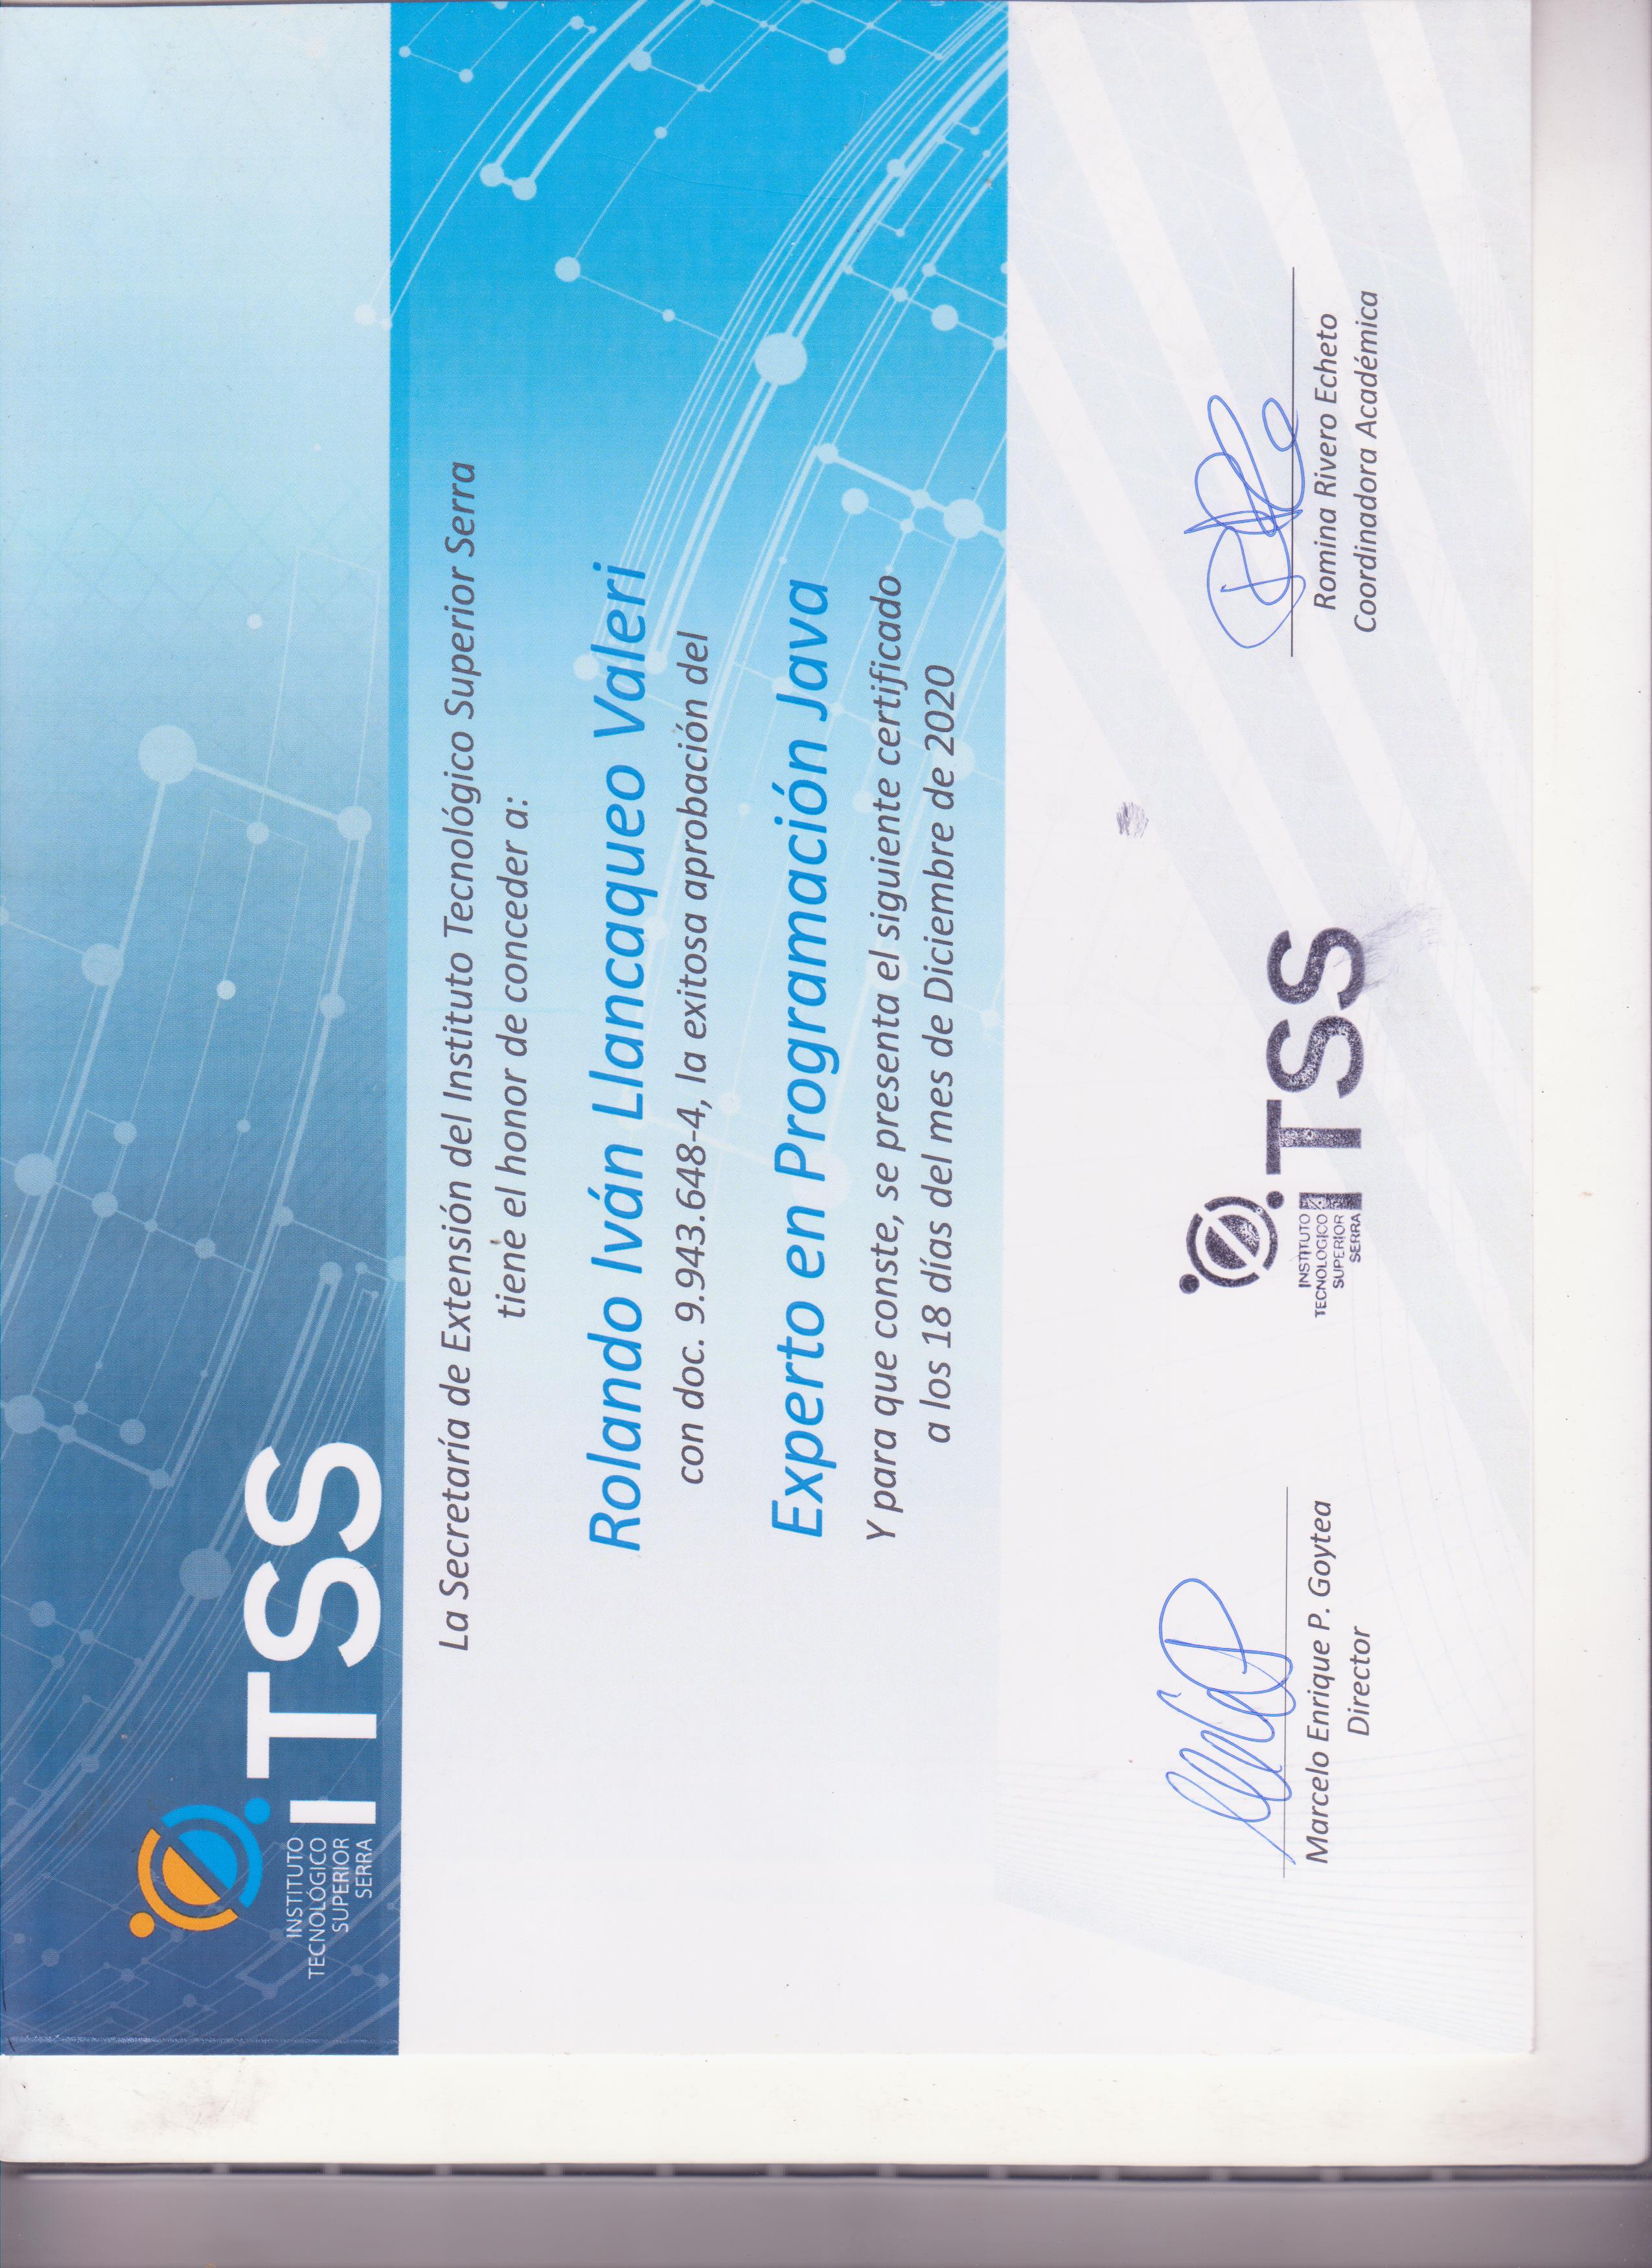 INSTITUTO
TECNOLÓGICO
SUPERIOR
SERRA
iTSS
La Secretaría de Extensión del Instituto Tecnológico Superior Serra
tiene el honor de conceder a:
Rolando Iván Llancaqueo Valeri
con doc. 9.943.648-4, la exitosa aprobación del
Experto en Programación Java
Y para que conste, se presenta el siguiente certificado
a los 18 días del mes de Diciembre de 2020
Marcelo Enrique P. Goytea
Director
INSTITUTO
TECNOLOGICO
SUPERIOR
SERRA
iTSS
Romina Rivero Echeto
Coordinadora Académica